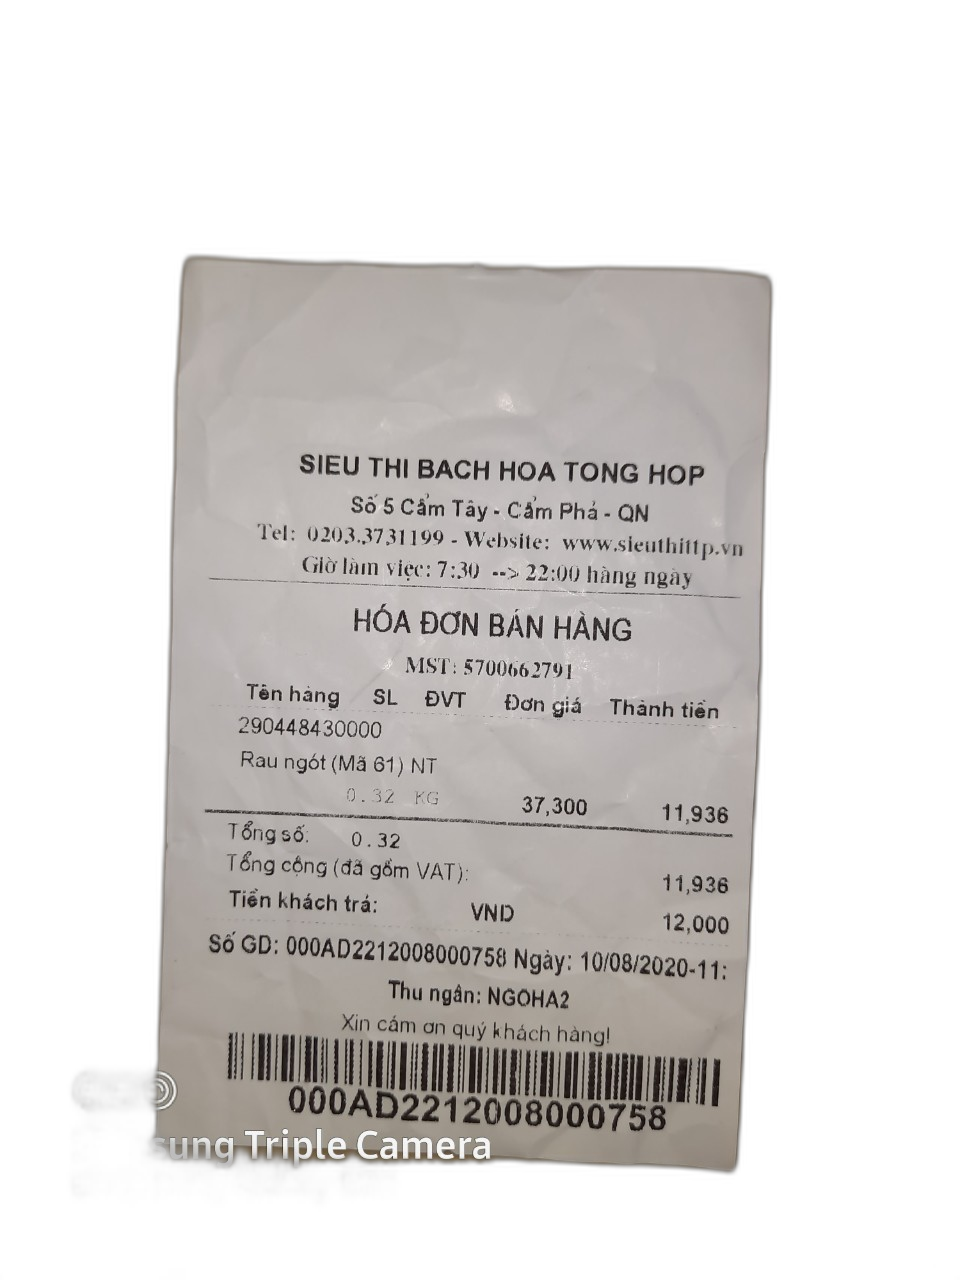 SIEU THI BACH HOA TONG HOP
Số 5 Cẩm Tây - Cẩm Phả - QN
Tel: 0203.3731199 - Website: www.sieuthittp.vn
Giờ làm việc: 7:30 --> 22:00 hàng ngày
HÓA ĐƠN BÁN HÀNG
MST: 5700662791
Tên hàng SL ĐVT Đơn giá Thành tiền
290448430000
Rau ngót (Mã 61) NT
0.32 KG 37,300 11,936
Tổng số: 0.32
Tổng cộng (đã gồm VAT): 11,936
Tiền khách trả: VND 12,000
Số GD: 000AD2212008000758 Ngày: 10/08/2020-11:
Thu ngân: NGOHA2
Xin cám ơn quý khách hàng!
000AD2212008000758
sung Triple Camera